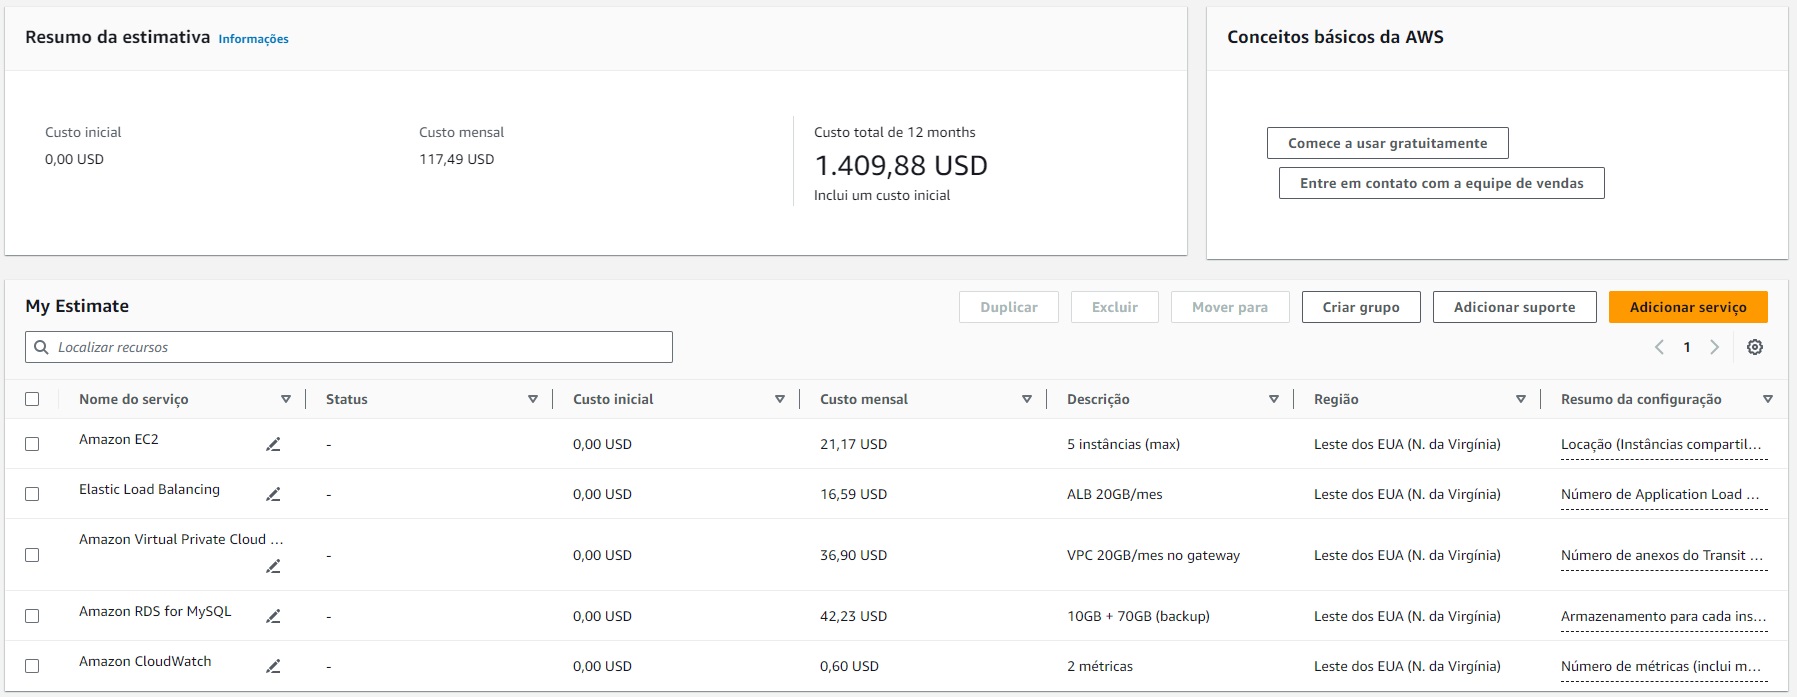 Resumo da estimativa Informações
Conceitos básicos da AWS
Custo inicial
0,00 USD
Custo mensal
117,49 USD
Custo total de 12 months
1.409,88 USD
Inclui um custo inicial
Comece a usar gratuitamente
Entre em contato com a equipe de vendas
My Estimate
Duplicar Excluir Mover para Criar grupo Adicionar suporte Adicionar serviço
Localizar recursos
1
Nome do serviço Status Custo inicial Custo mensal Descrição Região Resumo da configuração
Amazon EC2 - 0,00 USD 21,17 USD 5 instâncias (max) Leste dos EUA (N. da Virgínia) Locação (Instâncias compartil...
Elastic Load Balancing - 0,00 USD 16,59 USD ALB 20GB/mes Leste dos EUA (N. da Virgínia) Número de Application Load ...
Amazon Virtual Private Cloud ... - 0,00 USD 36,90 USD VPC 20GB/mes no gateway Leste dos EUA (N. da Virgínia) Número de anexos do Transit ...
Amazon RDS for MySQL - 0,00 USD 42,23 USD 10GB + 70GB (backup) Leste dos EUA (N. da Virgínia) Armazenamento para cada ins...
Amazon CloudWatch - 0,00 USD 0,60 USD 2 métricas Leste dos EUA (N. da Virgínia) Número de métricas (inclui m...